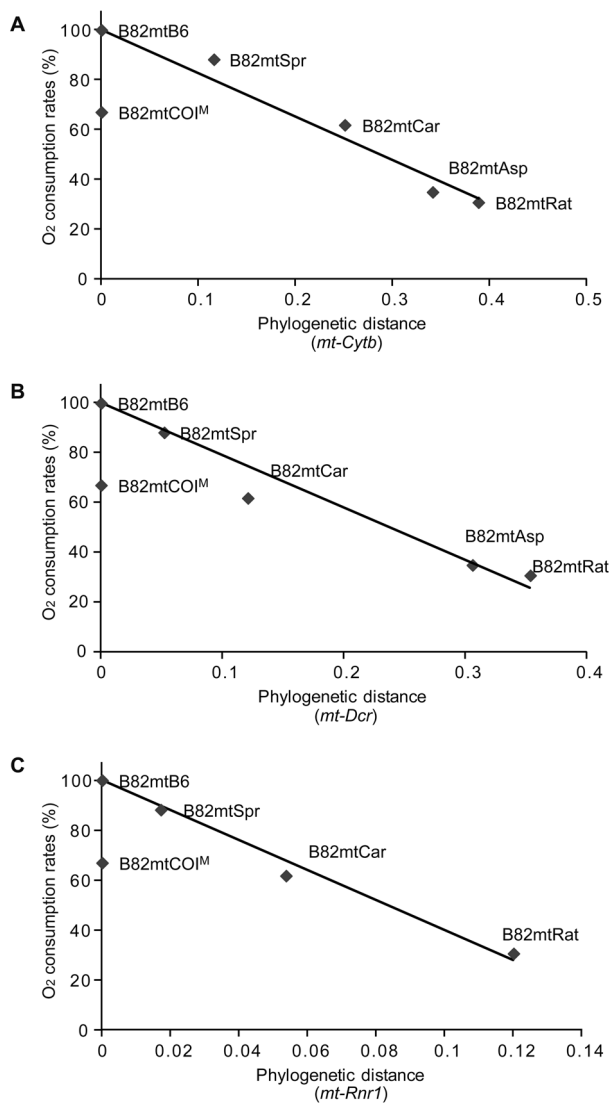 A
O2 consumption rates (%)
100
80
60
40
20
0
B82mtB6
B82mtSpr
B82mtCOIM
B82mtCar
B82mtAsp
B82mtRat
0 0.1 0.2 0.3 0.4 0.5
Phylogenetic distance
(mt-Cytb)
B
O2 consumption rates (%)
100
80
60
40
20
0
B82mtB6
B82mtSpr
B82mtCar
B82mtCOIM
B82mtAsp
B82mtRat
0 0.1 0.2 0.3 0.4
Phylogenetic distance
(mt-Dcr)
C
O2 consumption rates (%)
100
80
60
40
20
0
B82mtB6
B82mtSpr
B82mtCar
B82mtCOIM
B82mtRat
0 0.02 0.04 0.06 0.08 0.1 0.12 0.14
Phylogenetic distance
(mt-Rnr1)